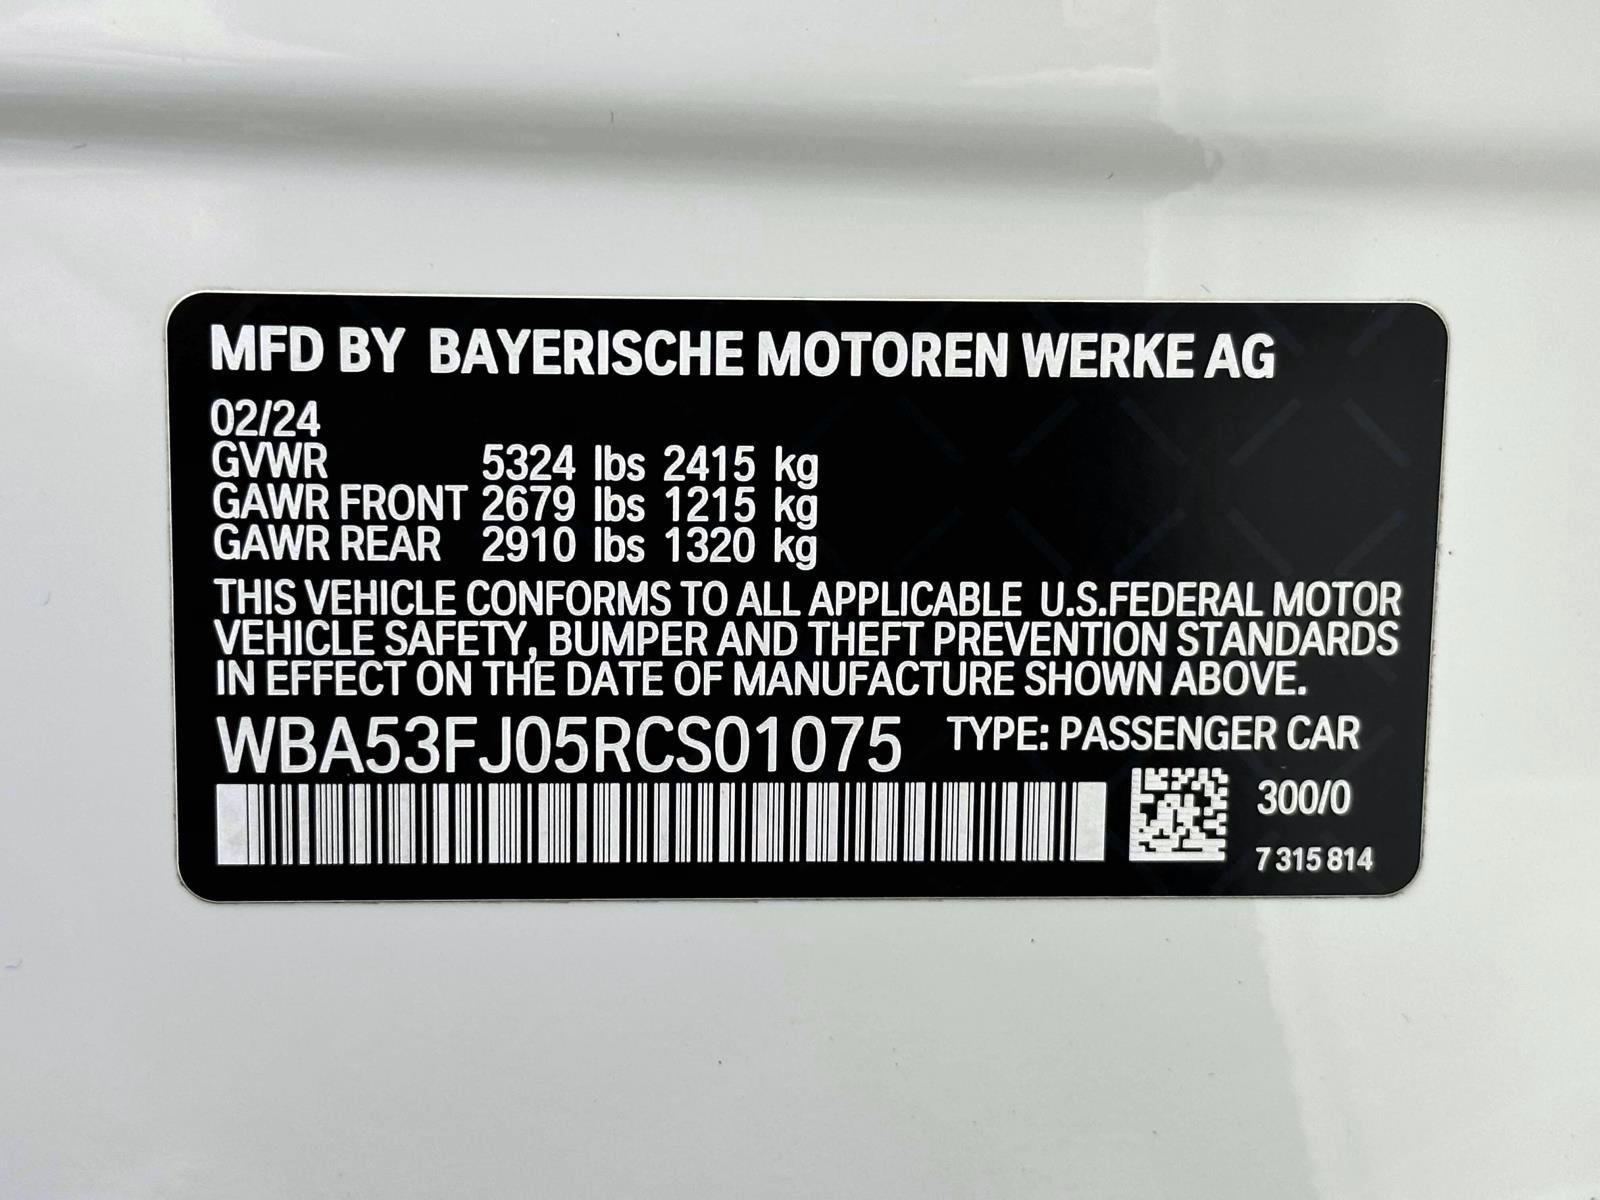 MFD BY BAYERISCHE MOTOREN WERKE AG
02/24
GVWR 5324 lbs 2415 kg
GAWR FRONT 2679 lbs 1215 kg
GAWR REAR 2910 lbs 1320 kg
THIS VEHICLE CONFORMS TO ALL APPLICABLE U.S.FEDERAL MOTOR
VEHICLE SAFETY, BUMPER AND THEFT PREVENTION STANDARDS
IN EFFECT ON THE DATE OF MANUFACTURE SHOWN ABOVE.
WBA53FJ05RCS01075 TYPE: PASSENGER CAR
300/0
7 315 814